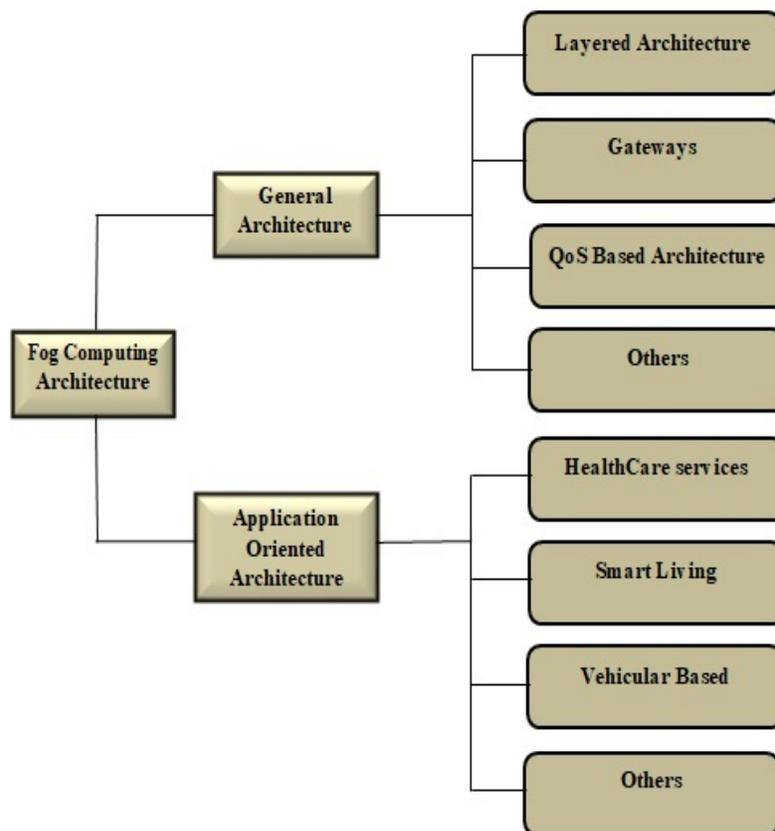 Fog Computing
Architecture
General
Architecture
Layered Architecture
Gateways
QoS Based Architecture
Others
Application
Oriented
Architecture
HealthCare services
Smart Living
Vehicular Based
Others